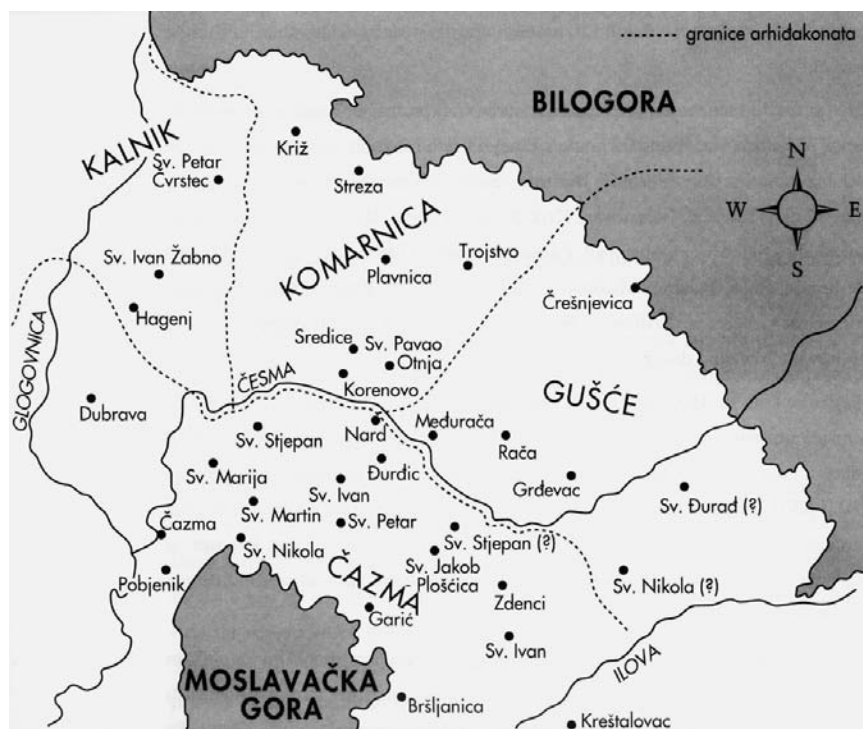 granice arhiđakonata
BILOGORA
KALNIK
Križ
Sv. Petar
Čvrstec
Streza
N
W
E
S
KOMARNICA
Sv. Ivan Žabno
Plavnica
Trojstvo
Hagenj
Črešnjevica
GLOGOVNICA
Sredice
Sv. Pavao
Otnja
ČESMA
Korenovo
GUŠĆE
Dubrava
Sv. Stjepan
Nard
Međurača
Rača
Sv. Marija
Đurđic
Sv. Ivan
Grđevac
Sv. Đurađ (?)
Sv. Martin
Sv. Petar
Čazma
Sv. Nikola
Sv. Stjepan (?)
Sv. Jakob
Plošćica
Pobjenik
ČAZMA
Zdenci
Sv. Nikola (?)
Garić
Sv. Ivan
ILOVA
MOSLAVAČKA
GORA
Bršljanica
Kreštalovac